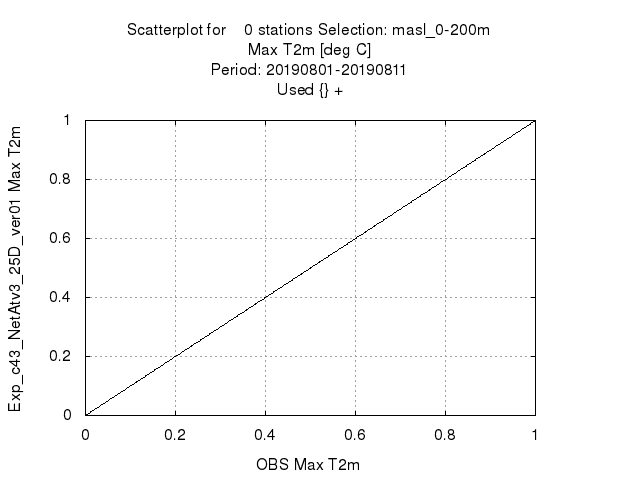 Scatterplot for 0 stations Selection: masl_0-200m
Max T2m [deg C]
Period: 20190801-20190811
Used {} +
Exp_c43_NetAtv3_25D_ver01 Max T2m
1
0.8
0.6
0.4
0.2
0
0 0.2 0.4 0.6 0.8 1
OBS Max T2m